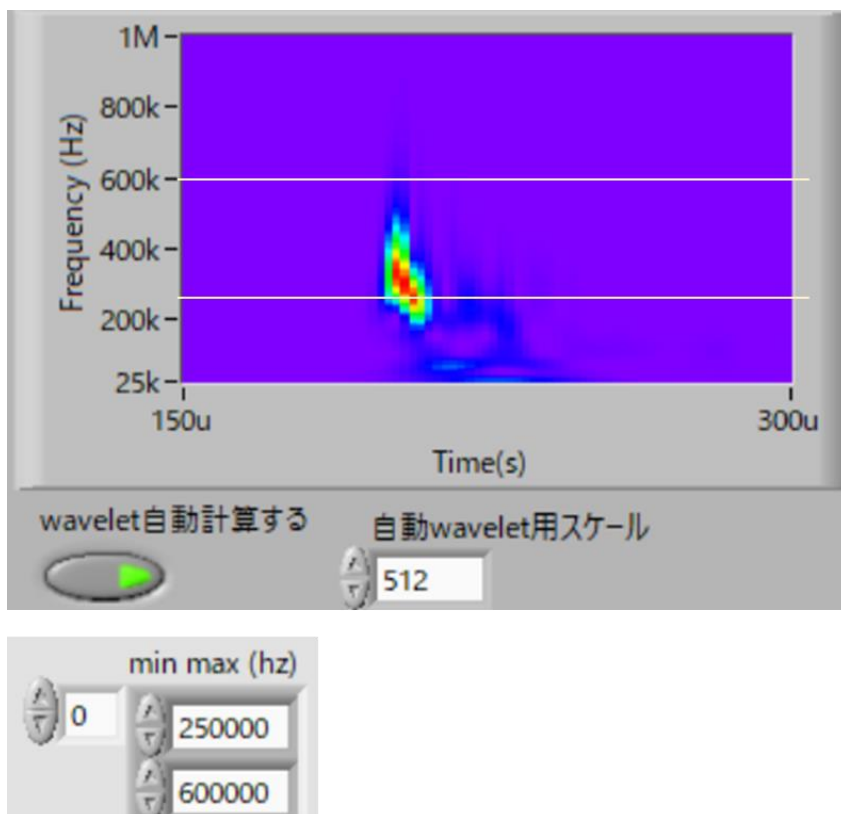 1M
800k
600k
400k
200k
25k
Frequency (Hz)
150u
300u
Time(s)
wavelet自動計算する
自動wavelet用スケール
512
min max (hz)
0
250000
600000